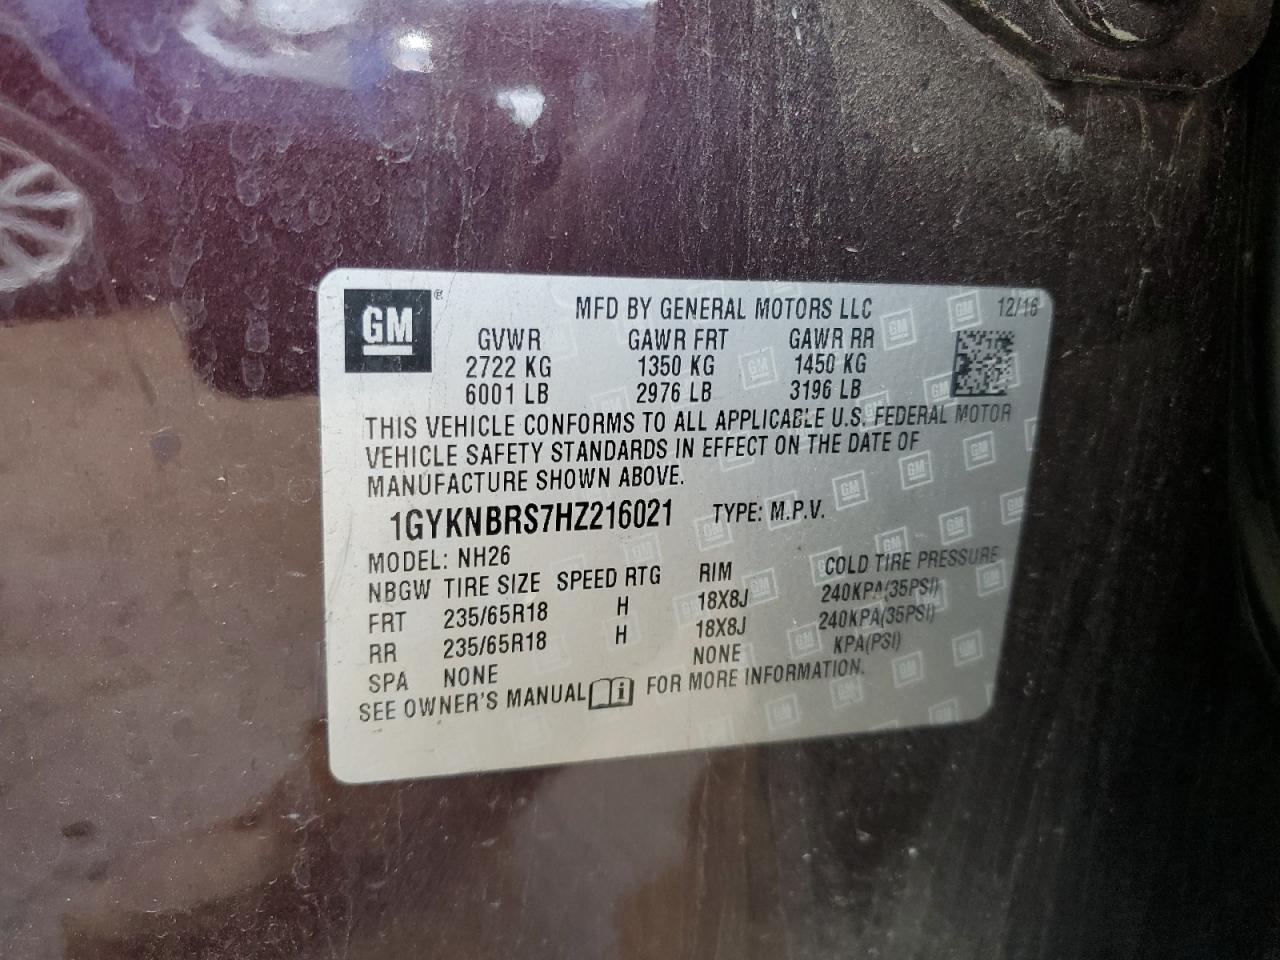 GM ®
MFD BY GENERAL MOTORS LLC 12/16
GVWR GAWR FRT GAWR RR
2722 KG 1350 KG 1450 KG
6001 LB 2976 LB 3196 LB
THIS VEHICLE CONFORMS TO ALL APPLICABLE U.S. FEDERAL MOTOR
VEHICLE SAFETY STANDARDS IN EFFECT ON THE DATE OF
MANUFACTURE SHOWN ABOVE.
1GYKNBRS7HZ216021 TYPE: M.P.V.
MODEL: NH26
NBGW TIRE SIZE SPEED RTG RIM COLD TIRE PRESSURE
FRT 235/65R18 H 18X8J 240KPA(35PSI)
RR 235/65R18 H 18X8J 240KPA(35PSI)
SPA NONE NONE KPA(PSI)
SEE OWNER'S MANUAL FOR MORE INFORMATION.